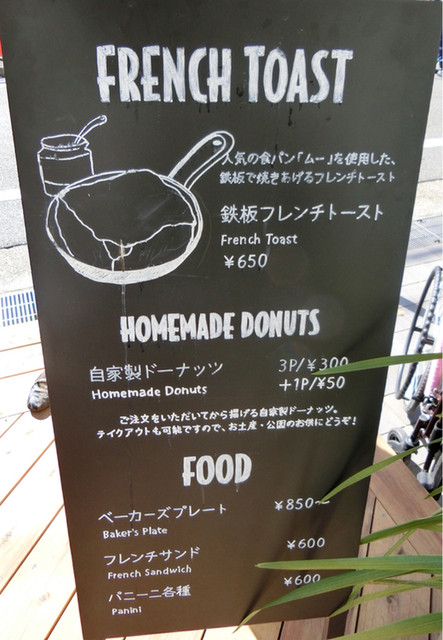 FRENCH TOAST
人気の食パン「ムー」を使用した、
鉄板で焼きあげるフレンチトースト
鉄板フレンチトースト
French Toast
¥650
HOMEMADE DONUTS
自家製ドーナッツ 3P/¥300
Homemade Donuts +1P/¥50
ご注文をいただいてから揚げる自家製ドーナッツ。
テイクアウトも可能ですので、お土産・公園のお供にどうぞ!
FOOD
ベーカーズプレート ¥850〜
Baker's Plate
フレンチサンド ¥600
French Sandwich
パニーニ各種 ¥600
Panini